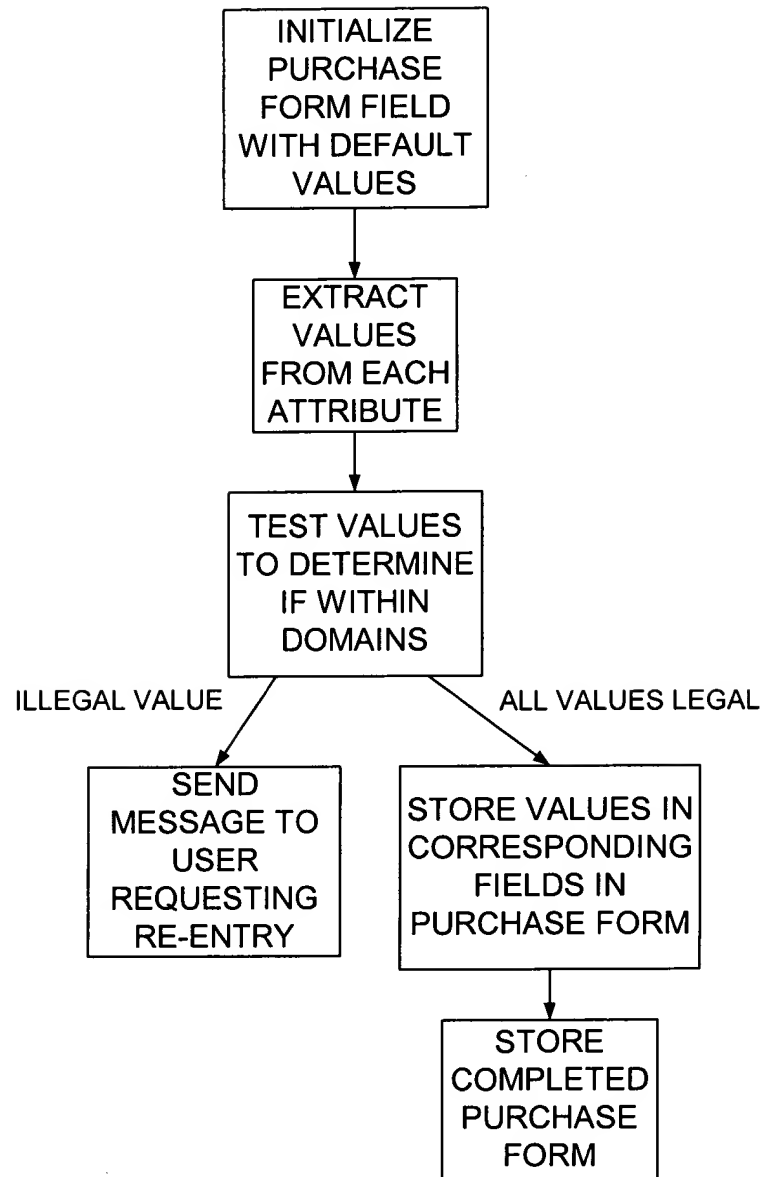 INITIALIZE
PURCHASE
FORM FIELD
WITH DEFAULT
VALUES
EXTRACT
VALUES
FROM EACH
ATTRIBUTE
TEST VALUES
TO DETERMINE
IF WITHIN
DOMAINS
ILLEGAL VALUE
ALL VALUES LEGAL
SEND
MESSAGE TO
USER
REQUESTING
RE-ENTRY
STORE VALUES IN
CORRESPONDING
FIELDS IN
PURCHASE FORM
STORE
COMPLETED
PURCHASE
FORM